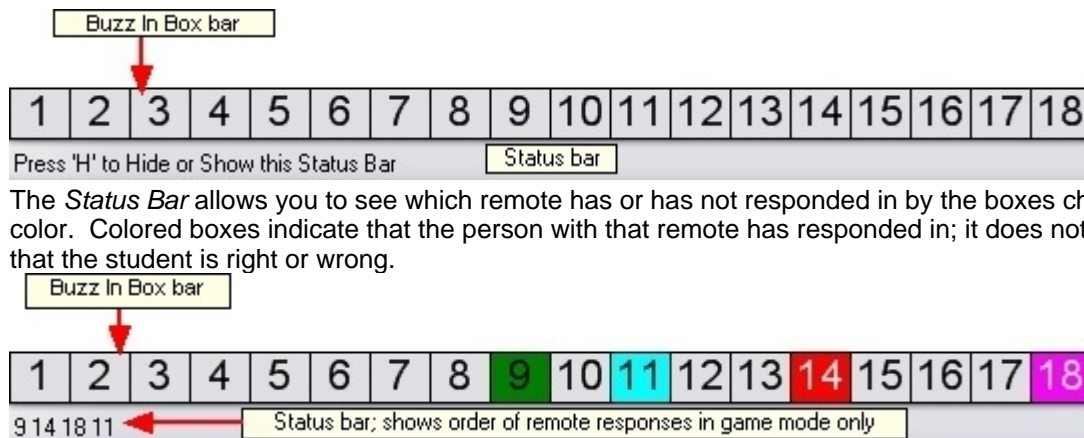 Buzz In Box bar
1 2 3 4 5 6 7 8 9 10 11 12 13 14 15 16 17 18
Press 'H' to Hide or Show this Status Bar
Status bar
The Status Bar allows you to see which remote has or has not responded in by the boxes ch
color. Colored boxes indicate that the person with that remote has responded in; it does not
that the student is right or wrong.
Buzz In Box bar
1 2 3 4 5 6 7 8 9 10 11 12 13 14 15 16 17 18
9 14 18 11
Status bar; shows order of remote responses in game mode only